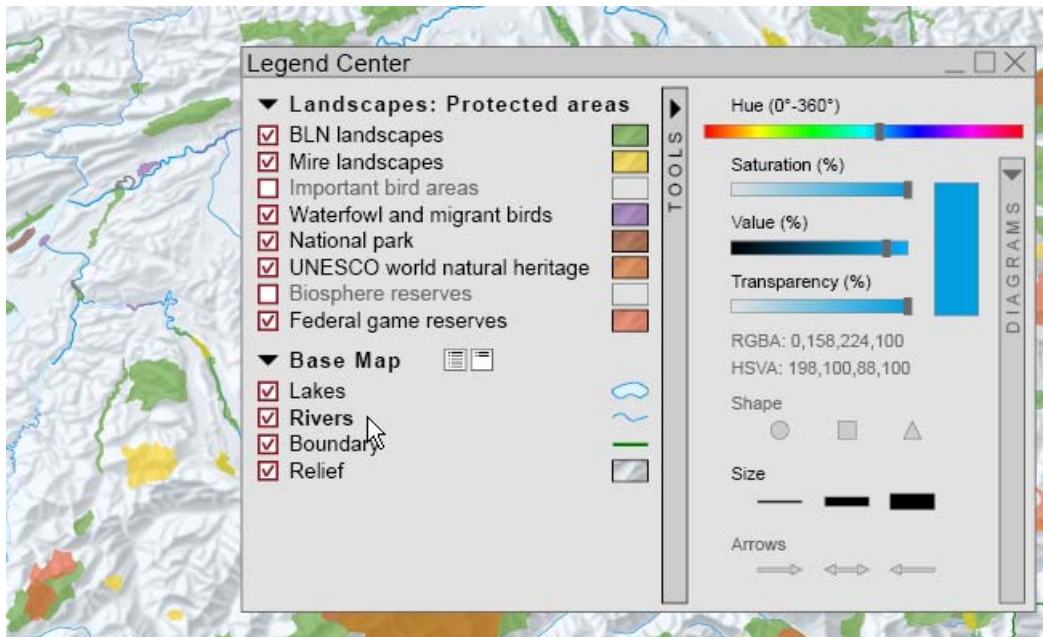 Legend Center
Landscapes: Protected areas
BLN landscapes
Mire landscapes
Important bird areas
Waterfowl and migrant birds
National park
UNESCO world natural heritage
Biosphere reserves
Federal game reserves
Base Map
Lakes
Rivers
Boundary
Relief
TOOLS
Hue (0°-360°)
Saturation (%)
Value (%)
Transparency (%)
RGBA: 0,158,224,100
HSVA: 198,100,88,100
Shape
Size
Arrows
DIAGRAMS